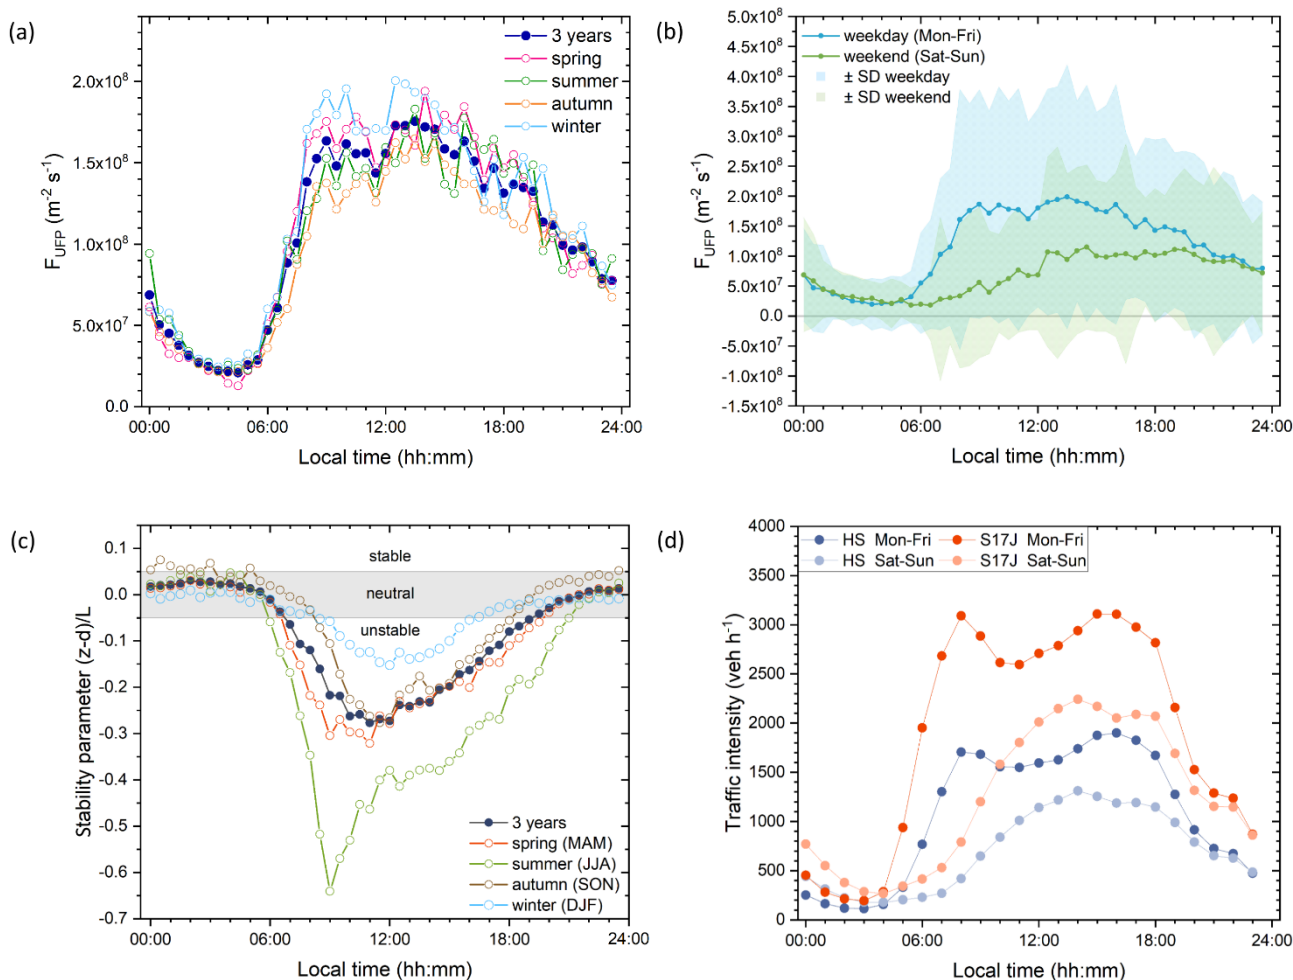 (a)
3 years
spring
summer
autumn
winter
2.0x10⁸
1.5x10⁸
1.0x10⁸
5.0x10⁷
0.0
F_UFP (m⁻² s⁻¹)
00:00 06:00 12:00 18:00 24:00
Local time (hh:mm)
(b)
weekday (Mon-Fri)
weekend (Sat-Sun)
± SD weekday
± SD weekend
5.0x10⁸
4.5x10⁸
4.0x10⁸
3.5x10⁸
3.0x10⁸
2.5x10⁸
2.0x10⁸
1.5x10⁸
1.0x10⁸
5.0x10⁷
0.0
-5.0x10⁷
-1.0x10⁸
-1.5x10⁸
F_UFP (m⁻² s⁻¹)
00:00 06:00 12:00 18:00 24:00
Local time (hh:mm)
(c)
stable
neutral
unstable
0.1
0.0
-0.1
-0.2
-0.3
-0.4
-0.5
-0.6
-0.7
Stability parameter (z-d)/L
3 years
spring (MAM)
summer (JJA)
autumn (SON)
winter (DJF)
00:00 06:00 12:00 18:00 24:00
Local time (hh:mm)
(d)
HS Mon-Fri S17J Mon-Fri
HS Sat-Sun S17J Sat-Sun
4000
3500
3000
2500
2000
1500
1000
500
0
Traffic intensity (veh h⁻¹)
00:00 06:00 12:00 18:00 24:00
Local time (hh:mm)